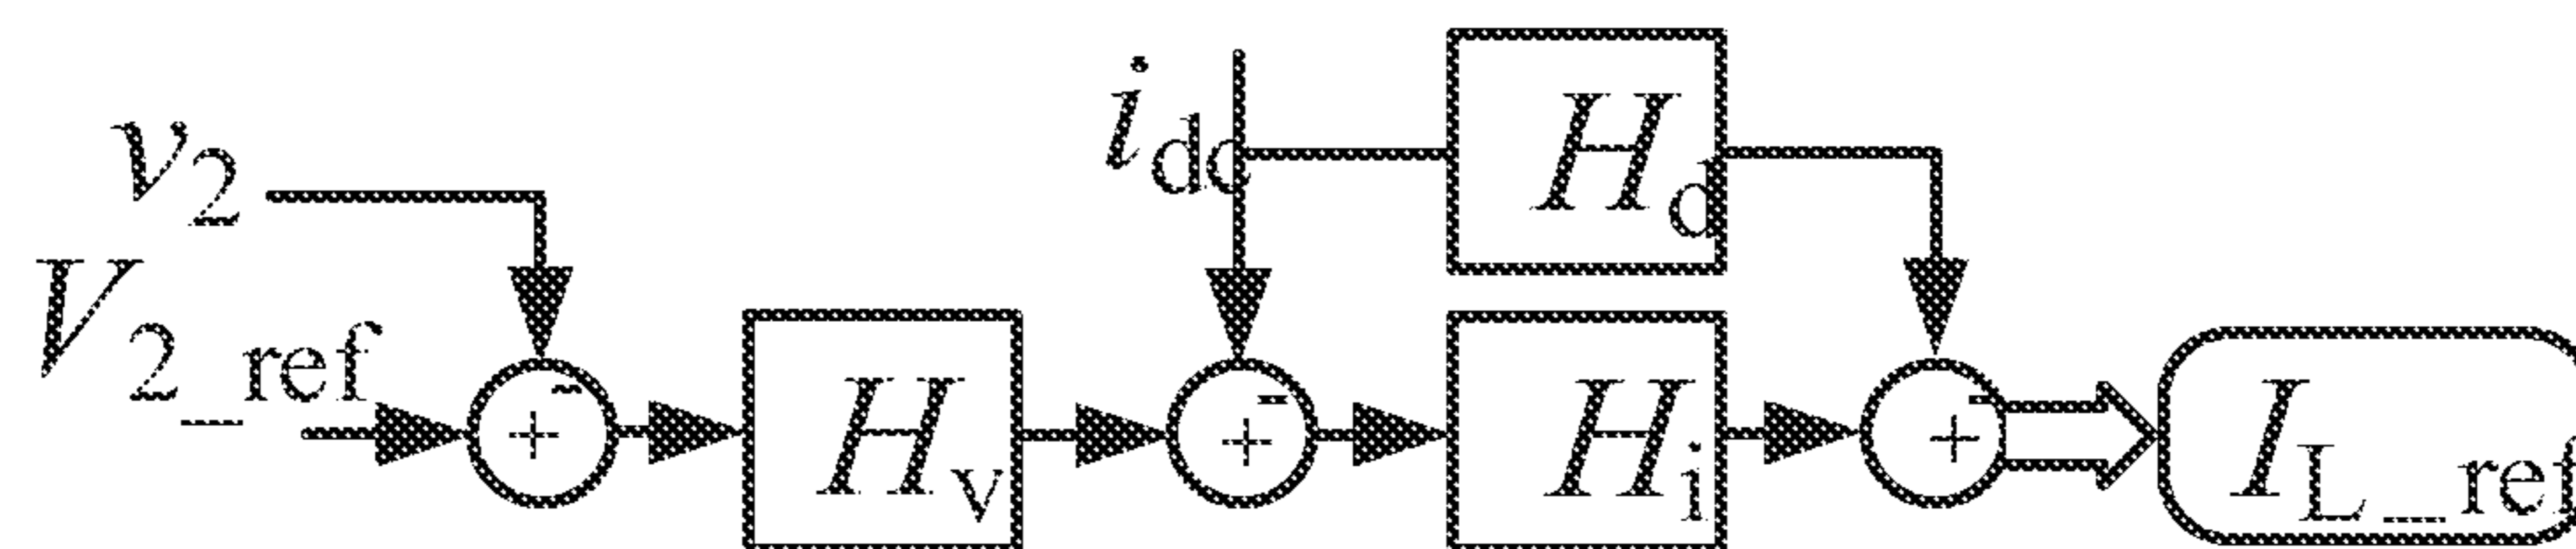 v2
V2_ref
+
-
Hv
idc
+
-
Hd
Hi
+
-
IL_ref